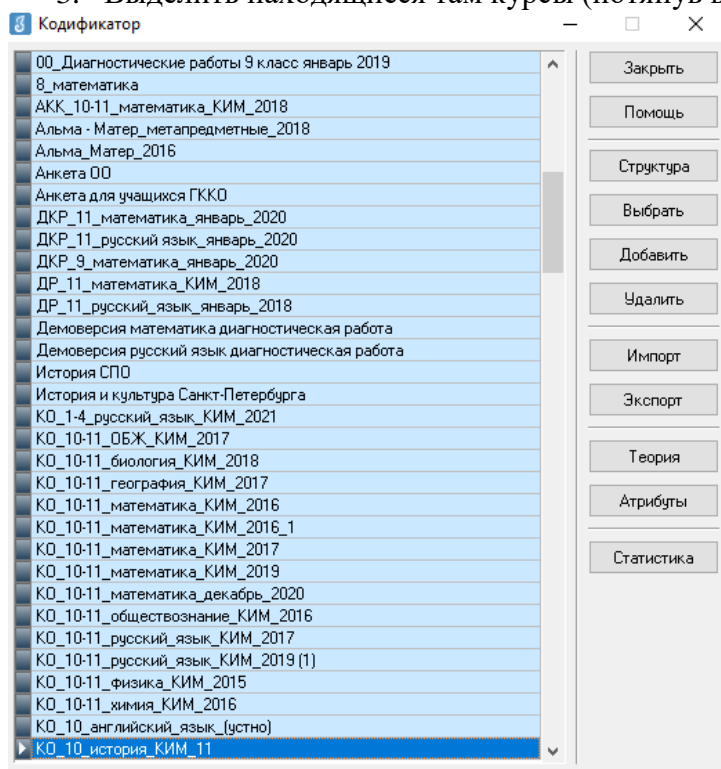 3. Выделить находящиеся там курсы (потянув
Кодификатор
00_Диагностические работы 9 класс январь 2019
8_математика
АКК_10-11_математика_КИМ_2018
Альма - Матер_метапредметные_2018
Альма_Матер_2016
Анкета ОО
Анкета для учащихся ГККО
ДКР_11_математика_январь_2020
ДКР_11_русский язык_январь_2020
ДКР_9_математика_январь_2020
ДР_11_математика_КИМ_2018
ДР_11_русский_язык_январь_2018
Демоверсия математика диагностическая работа
Демоверсия русский язык диагностическая работа
История СПО
История и культура Санкт-Петербурга
КО_1-4_русский_язык_КИМ_2021
КО_10-11_ОБЖ_КИМ_2017
КО_10-11_биология_КИМ_2018
КО_10-11_география_КИМ_2017
КО_10-11_математика_КИМ_2016
КО_10-11_математика_КИМ_2016_1
КО_10-11_математика_КИМ_2017
КО_10-11_математика_КИМ_2019
КО_10-11_математика_декабрь_2020
КО_10-11_обществознание_КИМ_2016
КО_10-11_русский_язык_КИМ_2017
КО_10-11_русский_язык_КИМ_2019 (1)
КО_10-11_физика_КИМ_2015
КО_10-11_химия_КИМ_2016
КО_10_английский_язык_(устно)
КО_10_история_КИМ_11
Закрыть
Помощь
Структура
Выбрать
Добавить
Удалить
Импорт
Экспорт
Теория
Атрибуты
Статистика